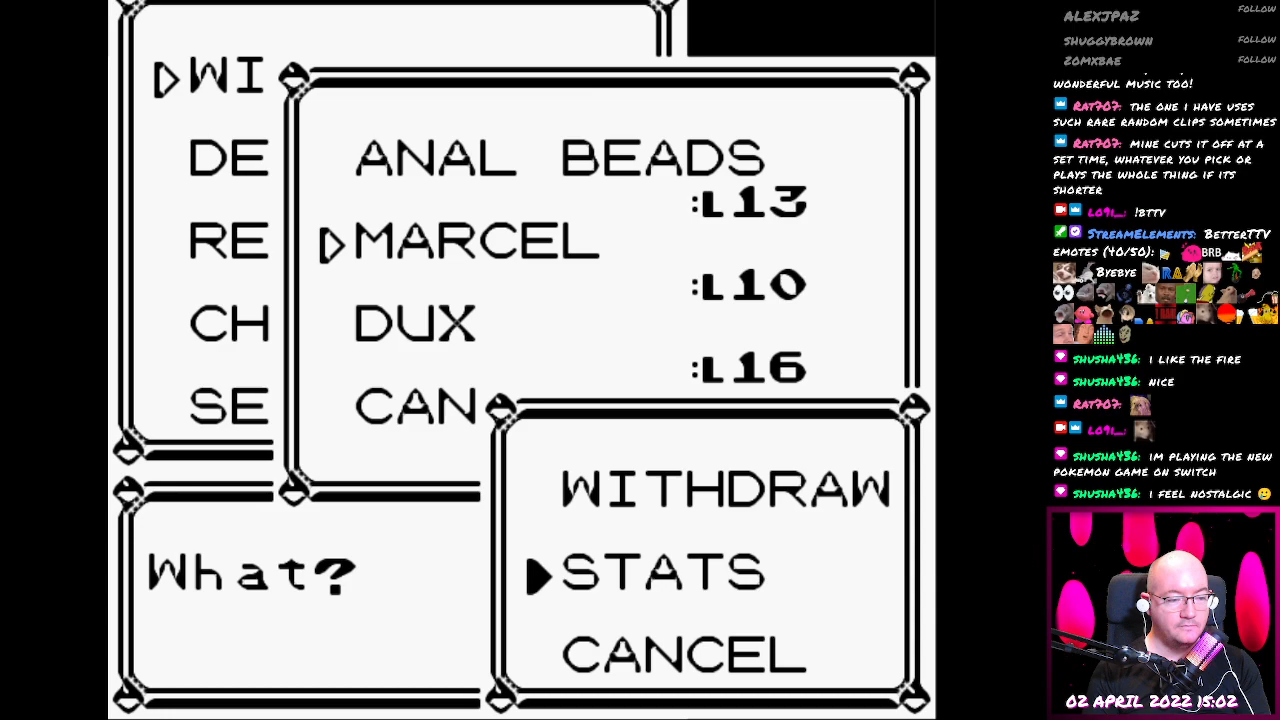 WI
DE
RE
CH
SE
ANAL BEADS
:L13
MARCEL
:L10
DUX
:L16
CAN
WITHDRAW
STATS
CANCEL
What?
ALEXJPAZ FOLLOW
SHUGGYBROWN FOLLOW
ZOMXBAE FOLLOW
WONDERFUL MUSIC TOO!
RAT707: THE ONE I HAVE USES
SUCH RARE RANDOM CLIPS SOMETIMES
RAT707: MINE CUTS IT OFF AT A
SET TIME, WHATEVER YOU PICK OR
PLAYS THE WHOLE THING IF ITS
SHORTER
LO9I_: !BTTV
STREAMELEMENTS: BETTERTTV
EMOTES (40/50): BRB
BYEBYE
SHUSHA436: I LIKE THE FIRE
SHUSHA436: NICE
RAT707:
LO9I_:
SHUSHA436: IM PLAYING THE NEW
POKEMON GAME ON SWITCH
SHUSHA436: I FEEL NOSTALGIC 🥲
02 APRIL 2022 15:02